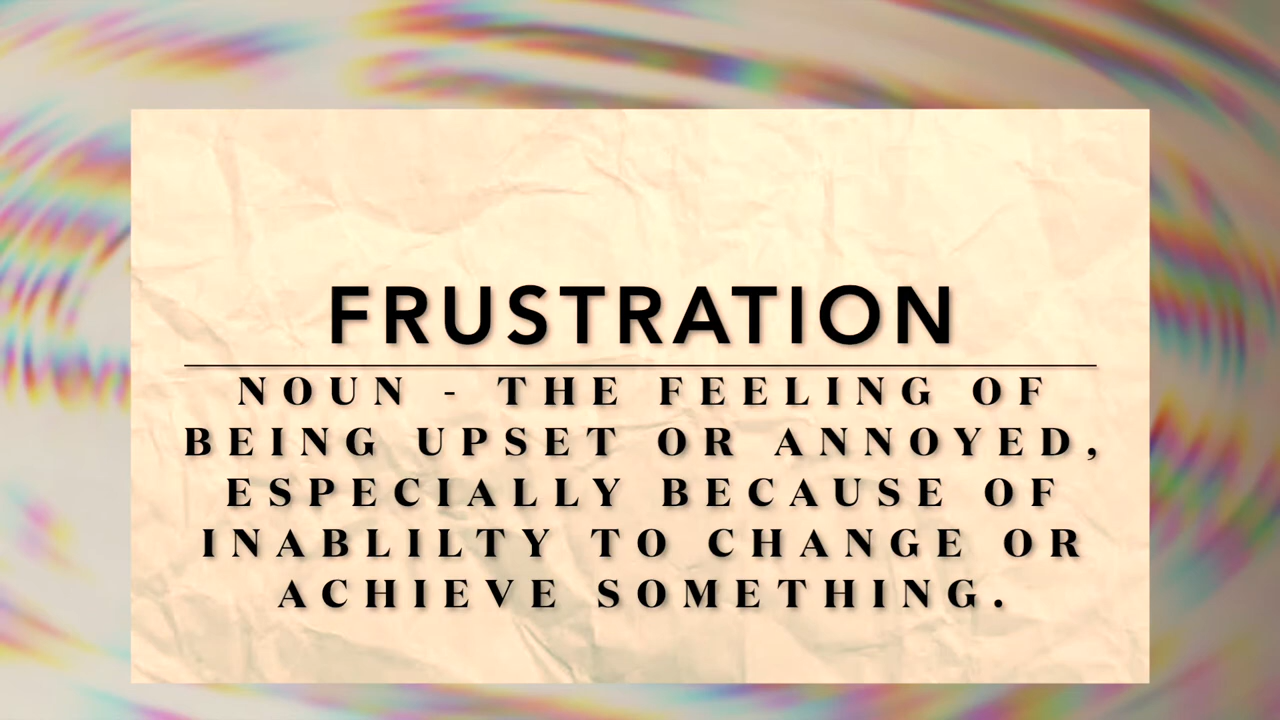 FRUSTRATION
NOUN - THE FEELING OF
BEING UPSET OR ANNOYED,
ESPECIALLY BECAUSE OF
INABLILTY TO CHANGE OR
ACHIEVE SOMETHING.